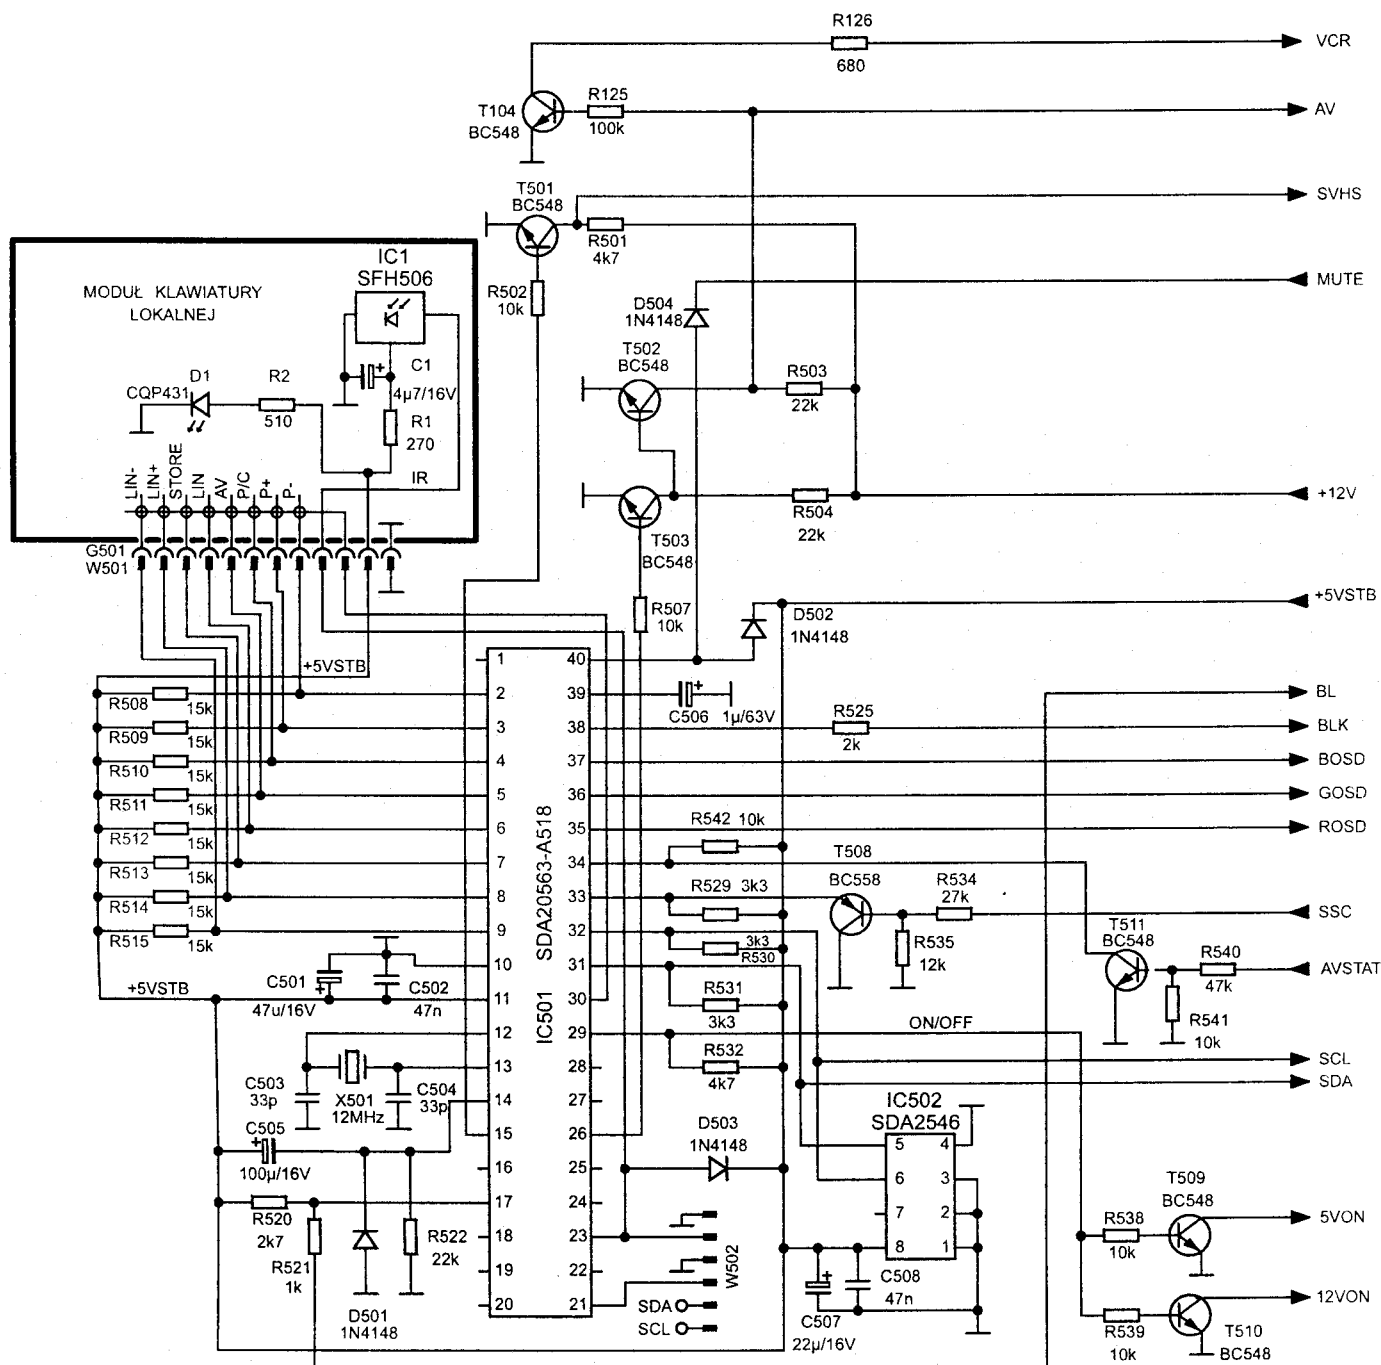 R126
VCR
680
R125
T104
AV
BC548
100k
T501
BC548
SVHS
R501
4k7
IC1
SFH506
MODUŁ KLAWIATURY
LOKALNEJ
R502
10k
D504
1N4148
MUTE
T502
BC548
C1
4µ7/16V
D1
R2
CQP431
510
R503
22k
R1
270
LIN-
LIN+
STORE
LIN
AV
P/C
P+
P-
IR
+12V
R504
22k
T503
BC548
G501
W501
R507
10k
+5VSTB
D502
1N4148
+5VSTB
1
40
R508
15k
2
39
C506
1µ/63V
BL
R509
15k
3
38
R525
2k
BLK
R510
15k
4
37
BOSD
R511
15k
5
36
GOSD
R512
15k
6
35
ROSD
R542 10k
R513
15k
7
34
T508
BC558
R514
15k
8
33
R529 3k3
R534
27k
R515
15k
9
32
SSC
3k3
R530
R535
12k
T511
BC548
R540
47k
AVSTAT
10
31
C501
47u/16V
C502
47n
+5VSTB
11
30
R531
3k3
R541
10k
SDA20563-A518
IC501
12
29
ON/OFF
13
28
R532
4k7
SCL
SDA
C503
33p
X501
12MHz
C504
33p
14
27
IC502
SDA2546
C505
100µ/16V
15
26
D503
1N4148
5
4
16
25
6
3
17
24
7
2
R520
2k7
T509
BC548
R538
10k
5VON
R521
1k
R522
22k
18
23
8
1
19
22
W502
C508
47n
20
21
SDA
SCL
C507
22µ/16V
D501
1N4148
12VON
R539
10k
T510
BC548